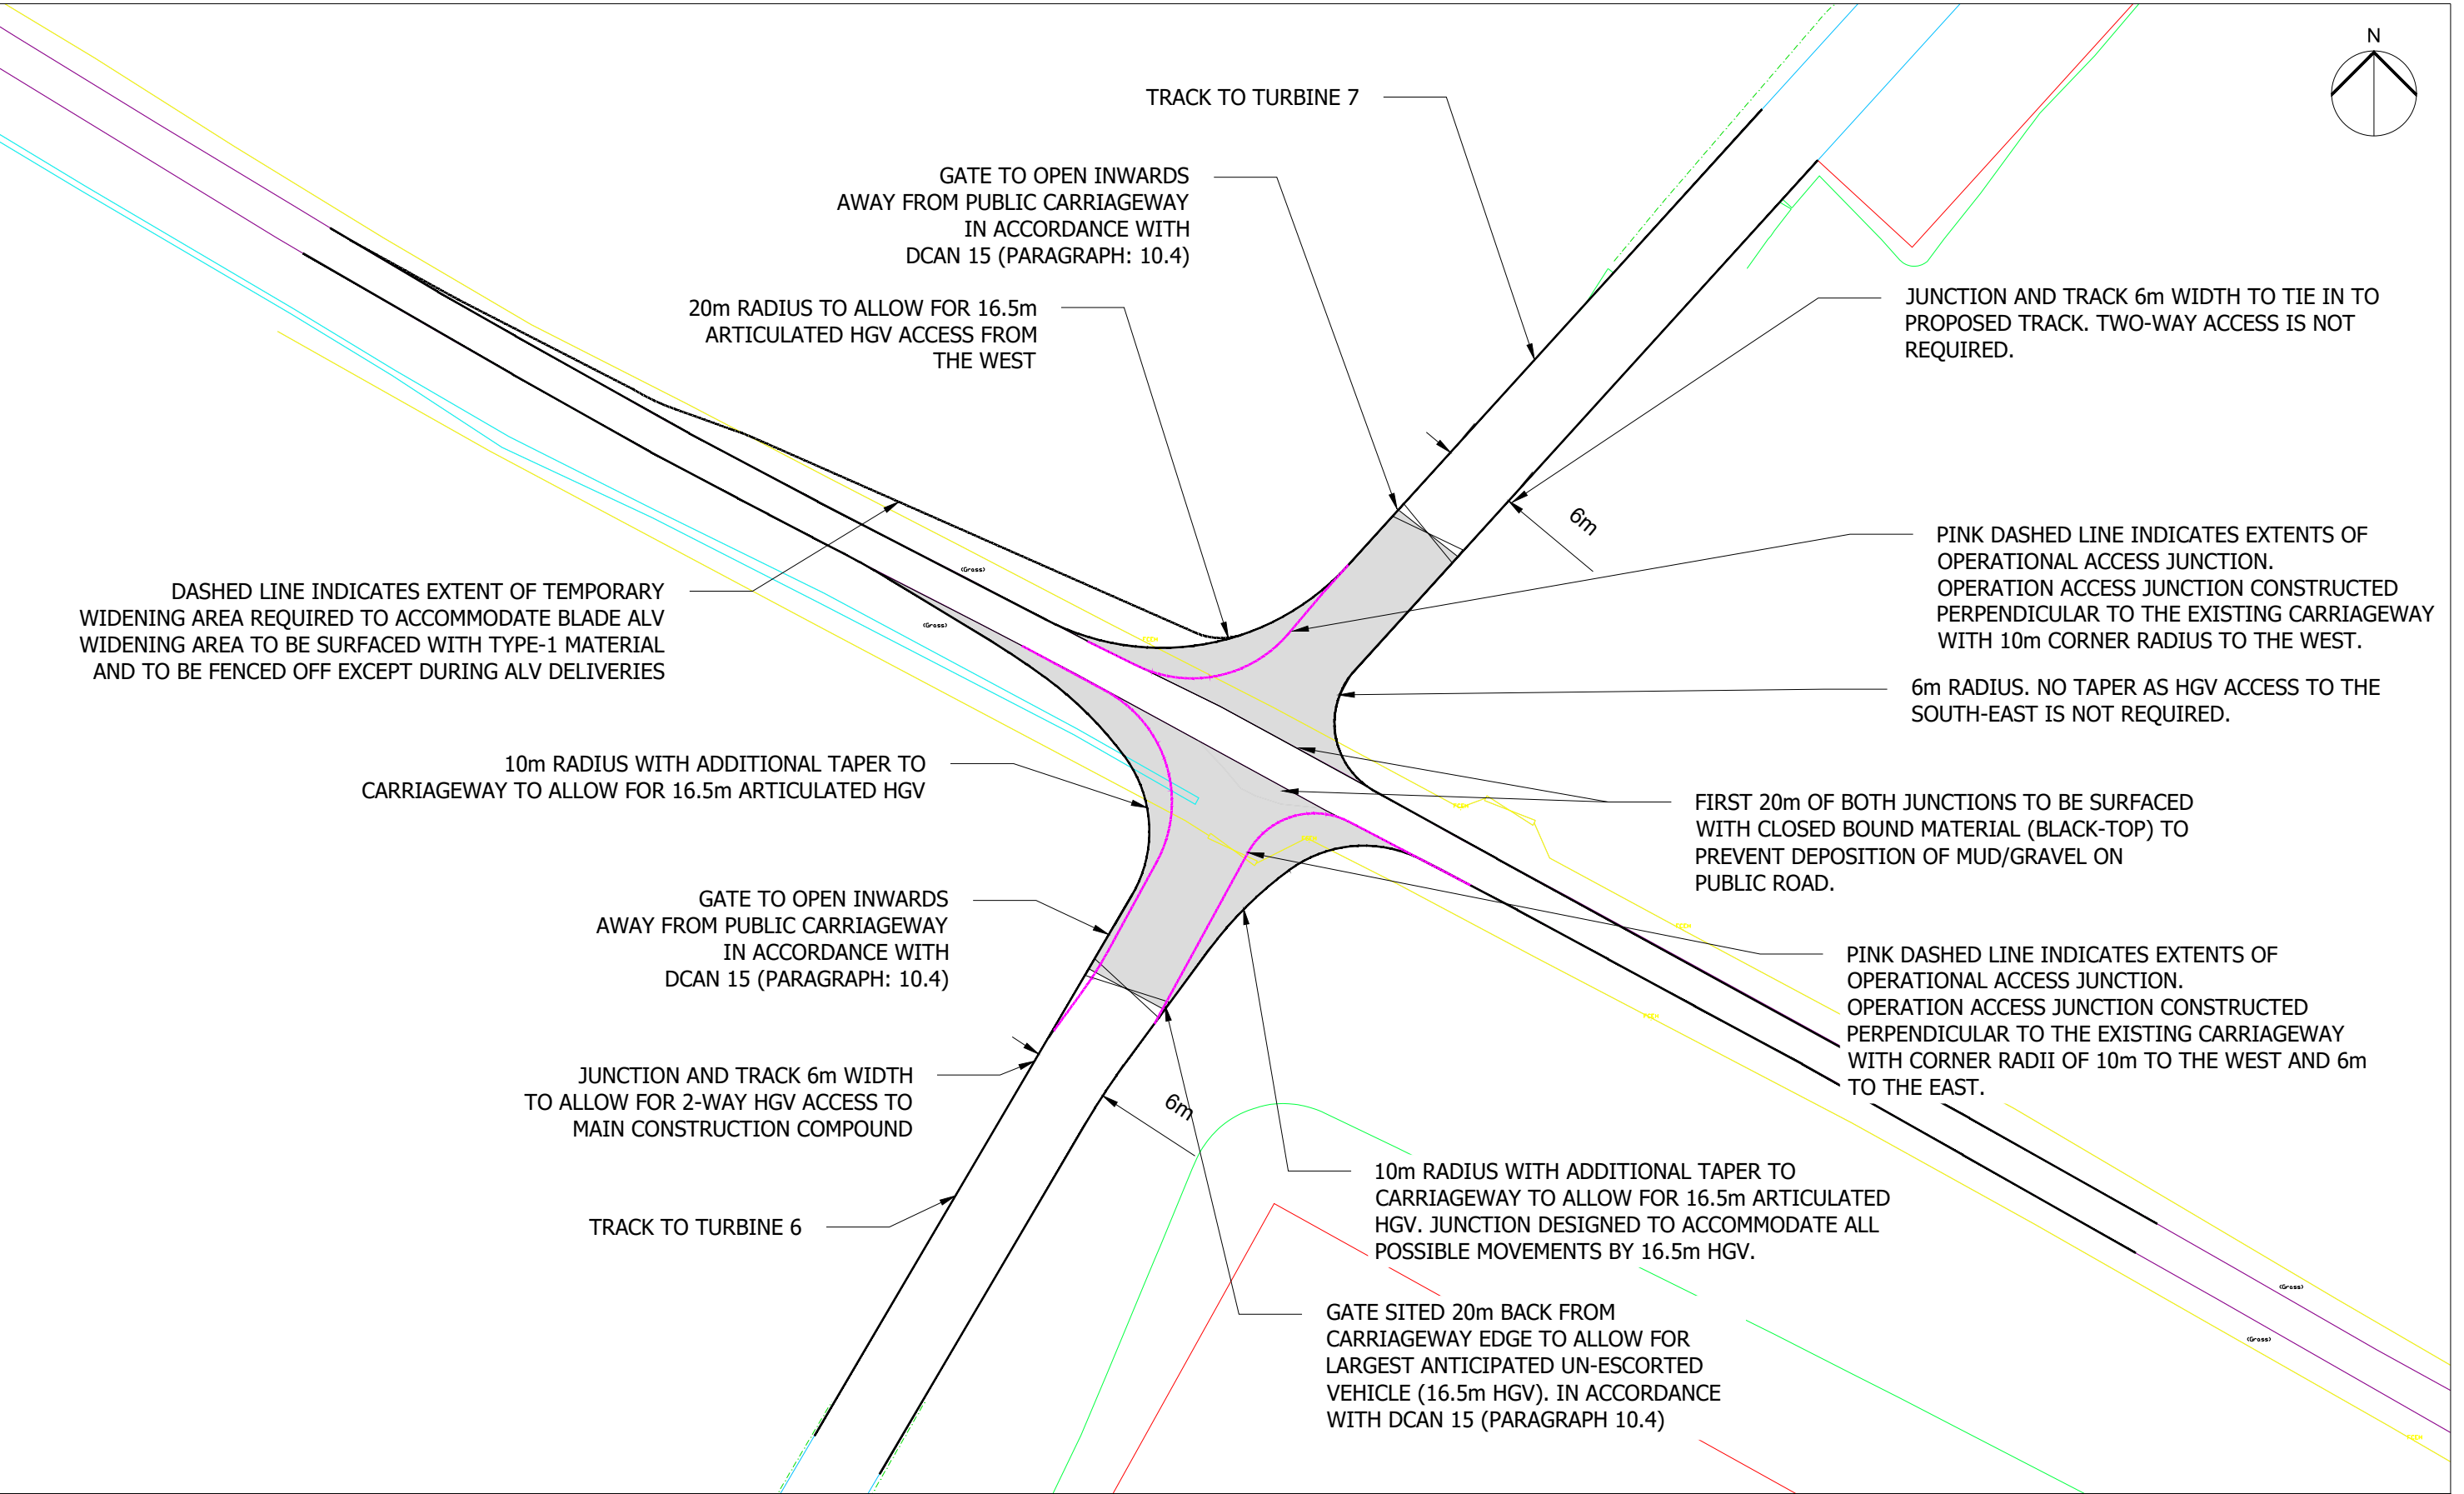 N
TRACK TO TURBINE 7
GATE TO OPEN INWARDS
AWAY FROM PUBLIC CARRIAGEWAY
IN ACCORDANCE WITH
DCAN 15 (PARAGRAPH: 10.4)
20m RADIUS TO ALLOW FOR 16.5m
ARTICULATED HGV ACCESS FROM
THE WEST
JUNCTION AND TRACK 6m WIDTH TO TIE IN TO
PROPOSED TRACK. TWO-WAY ACCESS IS NOT
REQUIRED.
6m
PINK DASHED LINE INDICATES EXTENTS OF
OPERATIONAL ACCESS JUNCTION.
OPERATION ACCESS JUNCTION CONSTRUCTED
PERPENDICULAR TO THE EXISTING CARRIAGEWAY
WITH 10m CORNER RADIUS TO THE WEST.
(Grass)
DASHED LINE INDICATES EXTENT OF TEMPORARY
WIDENING AREA REQUIRED TO ACCOMMODATE BLADE ALV
WIDENING AREA TO BE SURFACED WITH TYPE-1 MATERIAL
AND TO BE FENCED OFF EXCEPT DURING ALV DELIVERIES
(Grass)
6m RADIUS. NO TAPER AS HGV ACCESS TO THE
SOUTH-EAST IS NOT REQUIRED.
10m RADIUS WITH ADDITIONAL TAPER TO
CARRIAGEWAY TO ALLOW FOR 16.5m ARTICULATED HGV
FIRST 20m OF BOTH JUNCTIONS TO BE SURFACED
WITH CLOSED BOUND MATERIAL (BLACK-TOP) TO
PREVENT DEPOSITION OF MUD/GRAVEL ON
PUBLIC ROAD.
GATE TO OPEN INWARDS
AWAY FROM PUBLIC CARRIAGEWAY
IN ACCORDANCE WITH
DCAN 15 (PARAGRAPH: 10.4)
PINK DASHED LINE INDICATES EXTENTS OF
OPERATIONAL ACCESS JUNCTION.
OPERATION ACCESS JUNCTION CONSTRUCTED
PERPENDICULAR TO THE EXISTING CARRIAGEWAY
WITH CORNER RADII OF 10m TO THE WEST AND 6m
TO THE EAST.
JUNCTION AND TRACK 6m WIDTH
TO ALLOW FOR 2-WAY HGV ACCESS TO
MAIN CONSTRUCTION COMPOUND
6m
10m RADIUS WITH ADDITIONAL TAPER TO
CARRIAGEWAY TO ALLOW FOR 16.5m ARTICULATED
HGV. JUNCTION DESIGNED TO ACCOMMODATE ALL
POSSIBLE MOVEMENTS BY 16.5m HGV.
TRACK TO TURBINE 6
GATE SITED 20m BACK FROM
CARRIAGEWAY EDGE TO ALLOW FOR
LARGEST ANTICIPATED UN-ESCORTED
VEHICLE (16.5m HGV). IN ACCORDANCE
WITH DCAN 15 (PARAGRAPH 10.4)
(Grass)
(Grass)